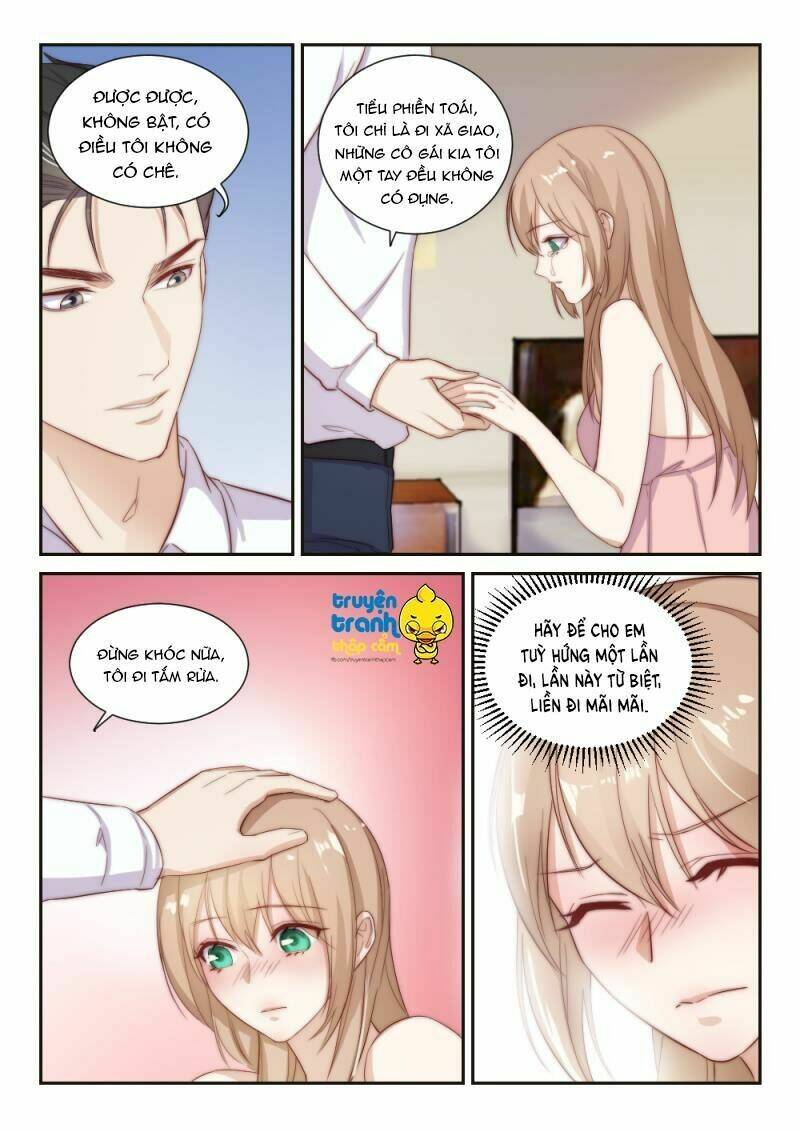 ĐƯỢC ĐƯỢC,
KHÔNG BẬT, CÓ
ĐIỀU TÔI KHÔNG
CÓ CHÊ.
TIỂU PHIỀN TOÁI,
TÔI CHỈ LÀ ĐI XÃ GIAO,
NHỮNG CÔ GÁI KIA TÔI
MỘT TAY ĐỀU KHÔNG
CÓ ĐỤNG.
ĐỪNG KHÓC NỮA,
TÔI ĐI TẮM RỬA.
truyện
tranh
thập cẩm
fb.com/truyentranhthapcam
HÃY ĐỂ CHO EM
TUỲ HỨNG MỘT LẦN
ĐI, LẦN NÀY TỪ BIỆT,
LIỀN ĐI MÃI MÃI.